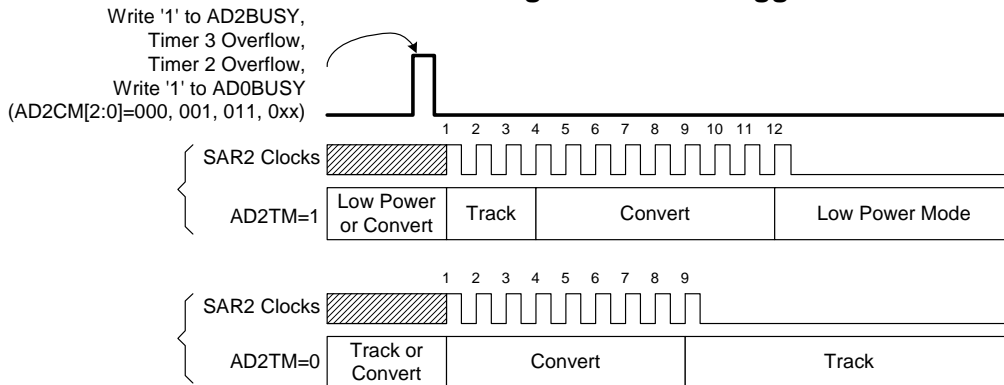 Write '1' to AD2BUSY,
Timer 3 Overflow,
Timer 2 Overflow,
Write '1' to AD0BUSY
(AD2CM[2:0]=000, 001, 011, 0xx)
1 2 3 4 5 6 7 8 9 10 11 12
SAR2 Clocks
AD2TM=1
Low Power
or Convert
Track
Convert
Low Power Mode
1 2 3 4 5 6 7 8 9
SAR2 Clocks
AD2TM=0
Track or
Convert
Convert
Track